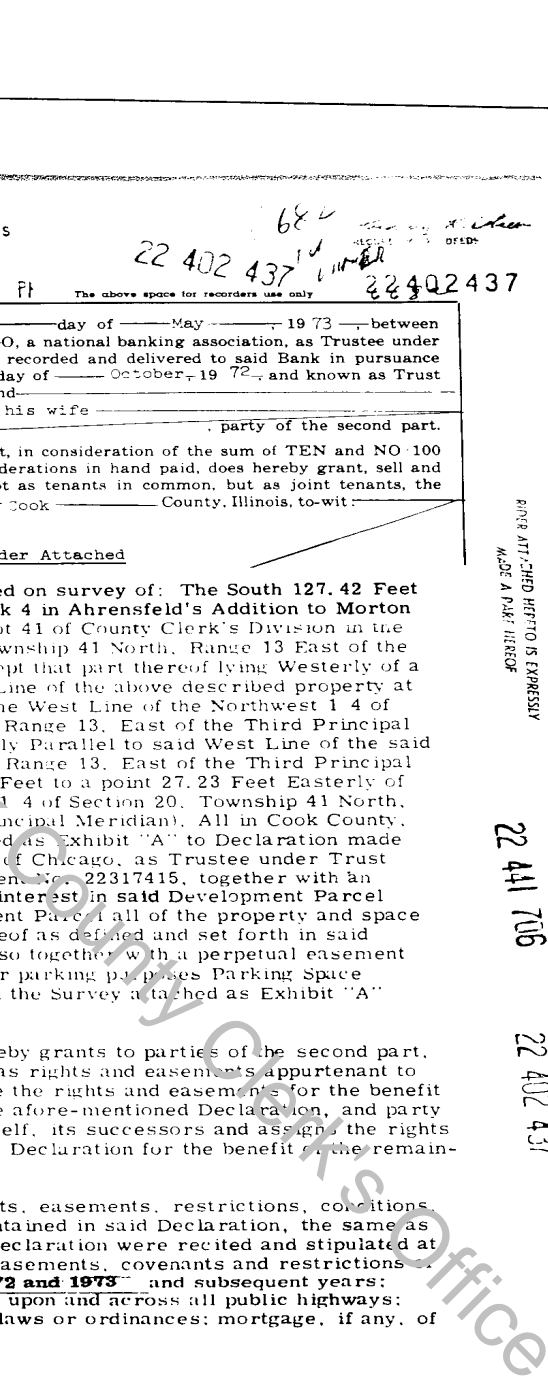 S
22 402 437
The above space for recorders use only
22402437
day of May 19 73, between
O, a national banking association, as Trustee under
recorded and delivered to said Bank in pursuance
day of October, 19 72, and known as Trust
nd
his wife
, party of the second part.
t, in consideration of the sum of TEN and NO 100
derations in hand paid, does hereby grant, sell and
t as tenants in common, but as joint tenants, the
Cook County, Illinois, to-wit:
der Attached
ed on survey of: The South 127.42 Feet
k 4 in Ahrensfeld's Addition to Morton
ot 41 of County Clerk's Division in the
wnship 41 North, Range 13 East of the
ept that part thereof lying Westerly of a
Line of the above described property at
he West Line of the Northwest 1 4 of
Range 13, East of the Third Principal
ly Parallel to said West Line of the said
Range 13, East of the Third Principal
Feet to a point 27.23 Feet Easterly of
1 4 of Section 20, Township 41 North,
ncipal Meridian). All in Cook County,
ed as Exhibit "A" to Declaration made
of Chicago, as Trustee under Trust
ent No. 22317415, together with an
interest in said Development Parcel
ent Parcel all of the property and space
eof as defined and set forth in said
so together with a perpetual easement
r parking purposes Parking Space
the Survey attached as Exhibit "A"
eby grants to parties of the second part,
as rights and easements appurtenant to
e the rights and easements for the benefit
e afore-mentioned Declaration, and party
self, its successors and assigns the rights
Declaration for the benefit of the remain-
ts, easements, restrictions, conditions,
ntained in said Declaration, the same as
eclaration were recited and stipulated at
asements, covenants and restrictions
72 and 1973 and subsequent years;
upon and across all public highways;
laws or ordinances; mortgage, if any, of
RIDER ATTACHED HERETO IS EXPRESSLY
MADE A PART HEREOF
22 441 706
22 402 437
County Clerk's Office